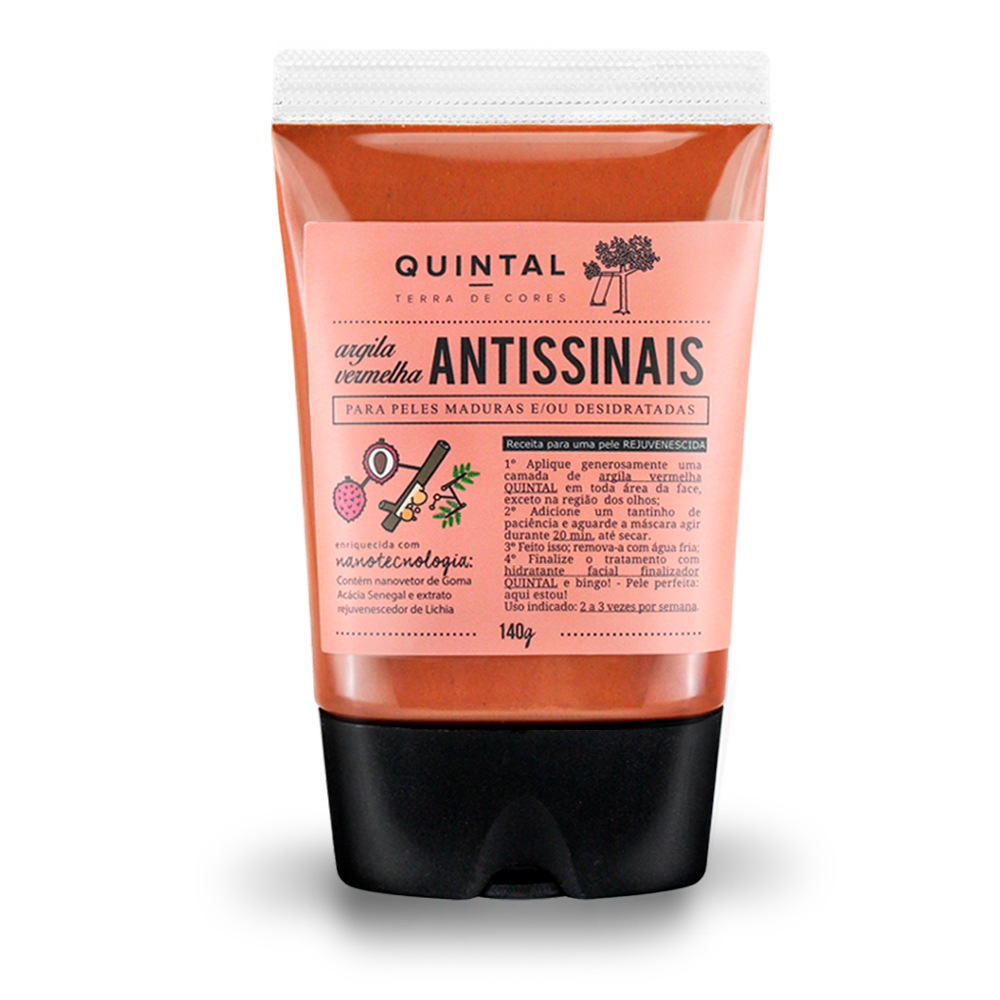 QUINTAL
TERRA DE CORES
argila
vermelha
ANTISSINAIS
PARA PELES MADURAS E/OU DESIDRATADAS
enriquecida com
nanotecnologia:
Contém nanovetor de Goma
Acácia Senegal e extrato
rejuvenescedor de Lichia
Receita para uma pele REJUVENESCIDA
1º Aplique generosamente uma
camada de argila vermelha
QUINTAL em toda área da face,
exceto na região dos olhos;
2º Adicione um tantinho de
paciência e aguarde a máscara agir
durante 20 min, até secar.
3º Feito isso; remova-a com água fria;
4º Finalize o tratamento com
hidratante facial finalizador
QUINTAL e bingo! - Pele perfeita:
aqui estou!
Uso indicado: 2 a 3 vezes por semana.
140g